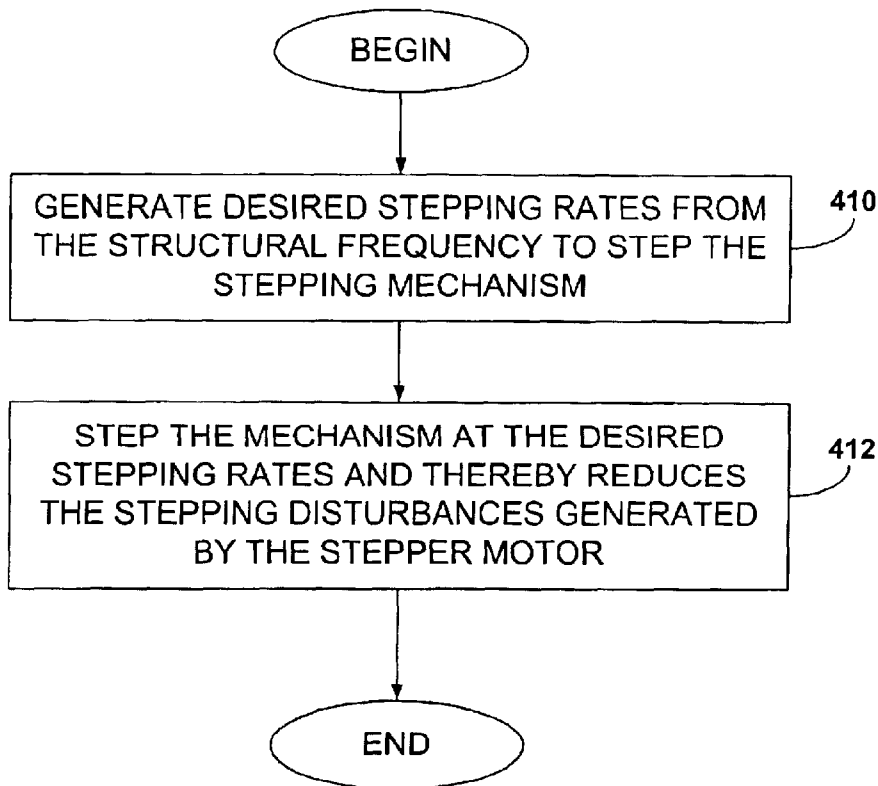 BEGIN
GENERATE DESIRED STEPPING RATES FROM
THE STRUCTURAL FREQUENCY TO STEP THE
STEPPING MECHANISM
410
STEP THE MECHANISM AT THE DESIRED
STEPPING RATES AND THEREBY REDUCES
THE STEPPING DISTURBANCES GENERATED
BY THE STEPPER MOTOR
412
END